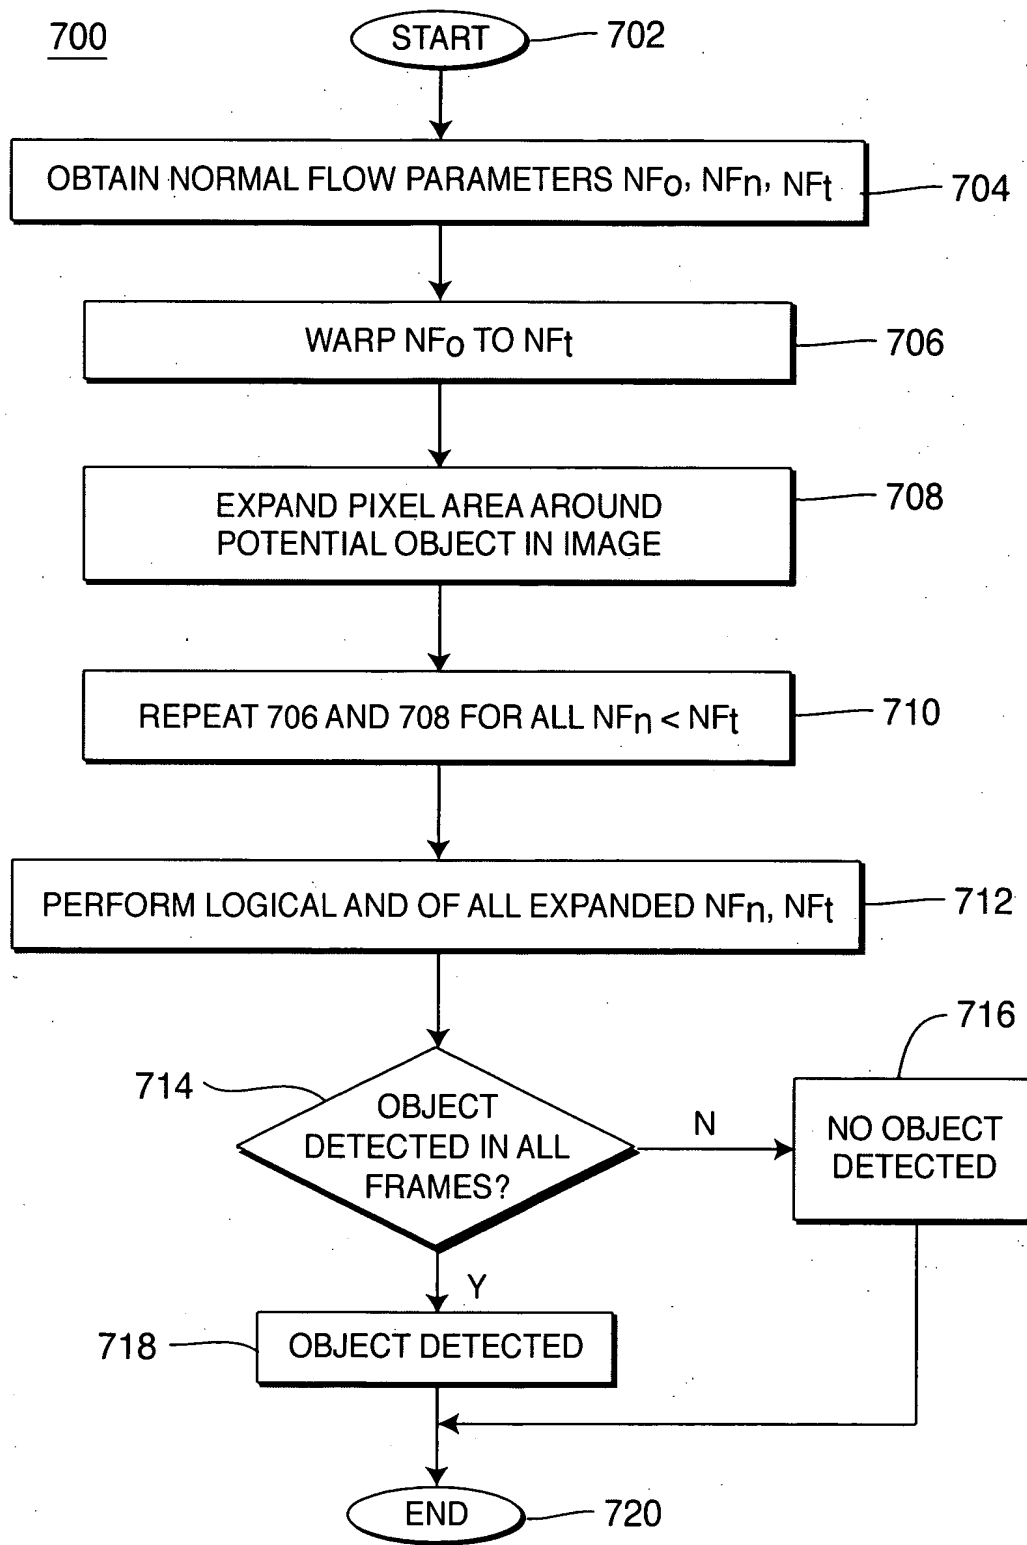 700
START
702
OBTAIN NORMAL FLOW PARAMETERS NFo, NFn, NFt
704
WARP NFo TO NFt
706
EXPAND PIXEL AREA AROUND
POTENTIAL OBJECT IN IMAGE
708
REPEAT 706 AND 708 FOR ALL NFn < NFt
710
PERFORM LOGICAL AND OF ALL EXPANDED NFn, NFt
712
714
OBJECT
DETECTED IN ALL
FRAMES?
N
716
NO OBJECT
DETECTED
Y
718
OBJECT DETECTED
END
720